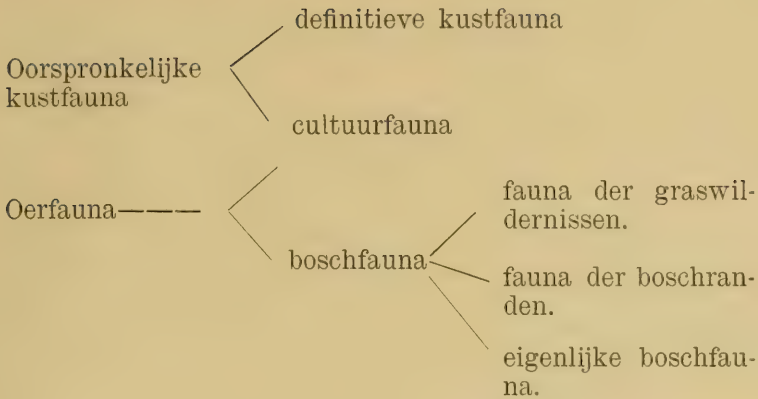 definitieve kustfauna
Oorspronkelijke
kustfauna
cultuurfauna
Oerfauna———
boschfauna
fauna der graswil-
dernissen.
fauna der boschran-
den.
eigenlijke boschfau-
na.